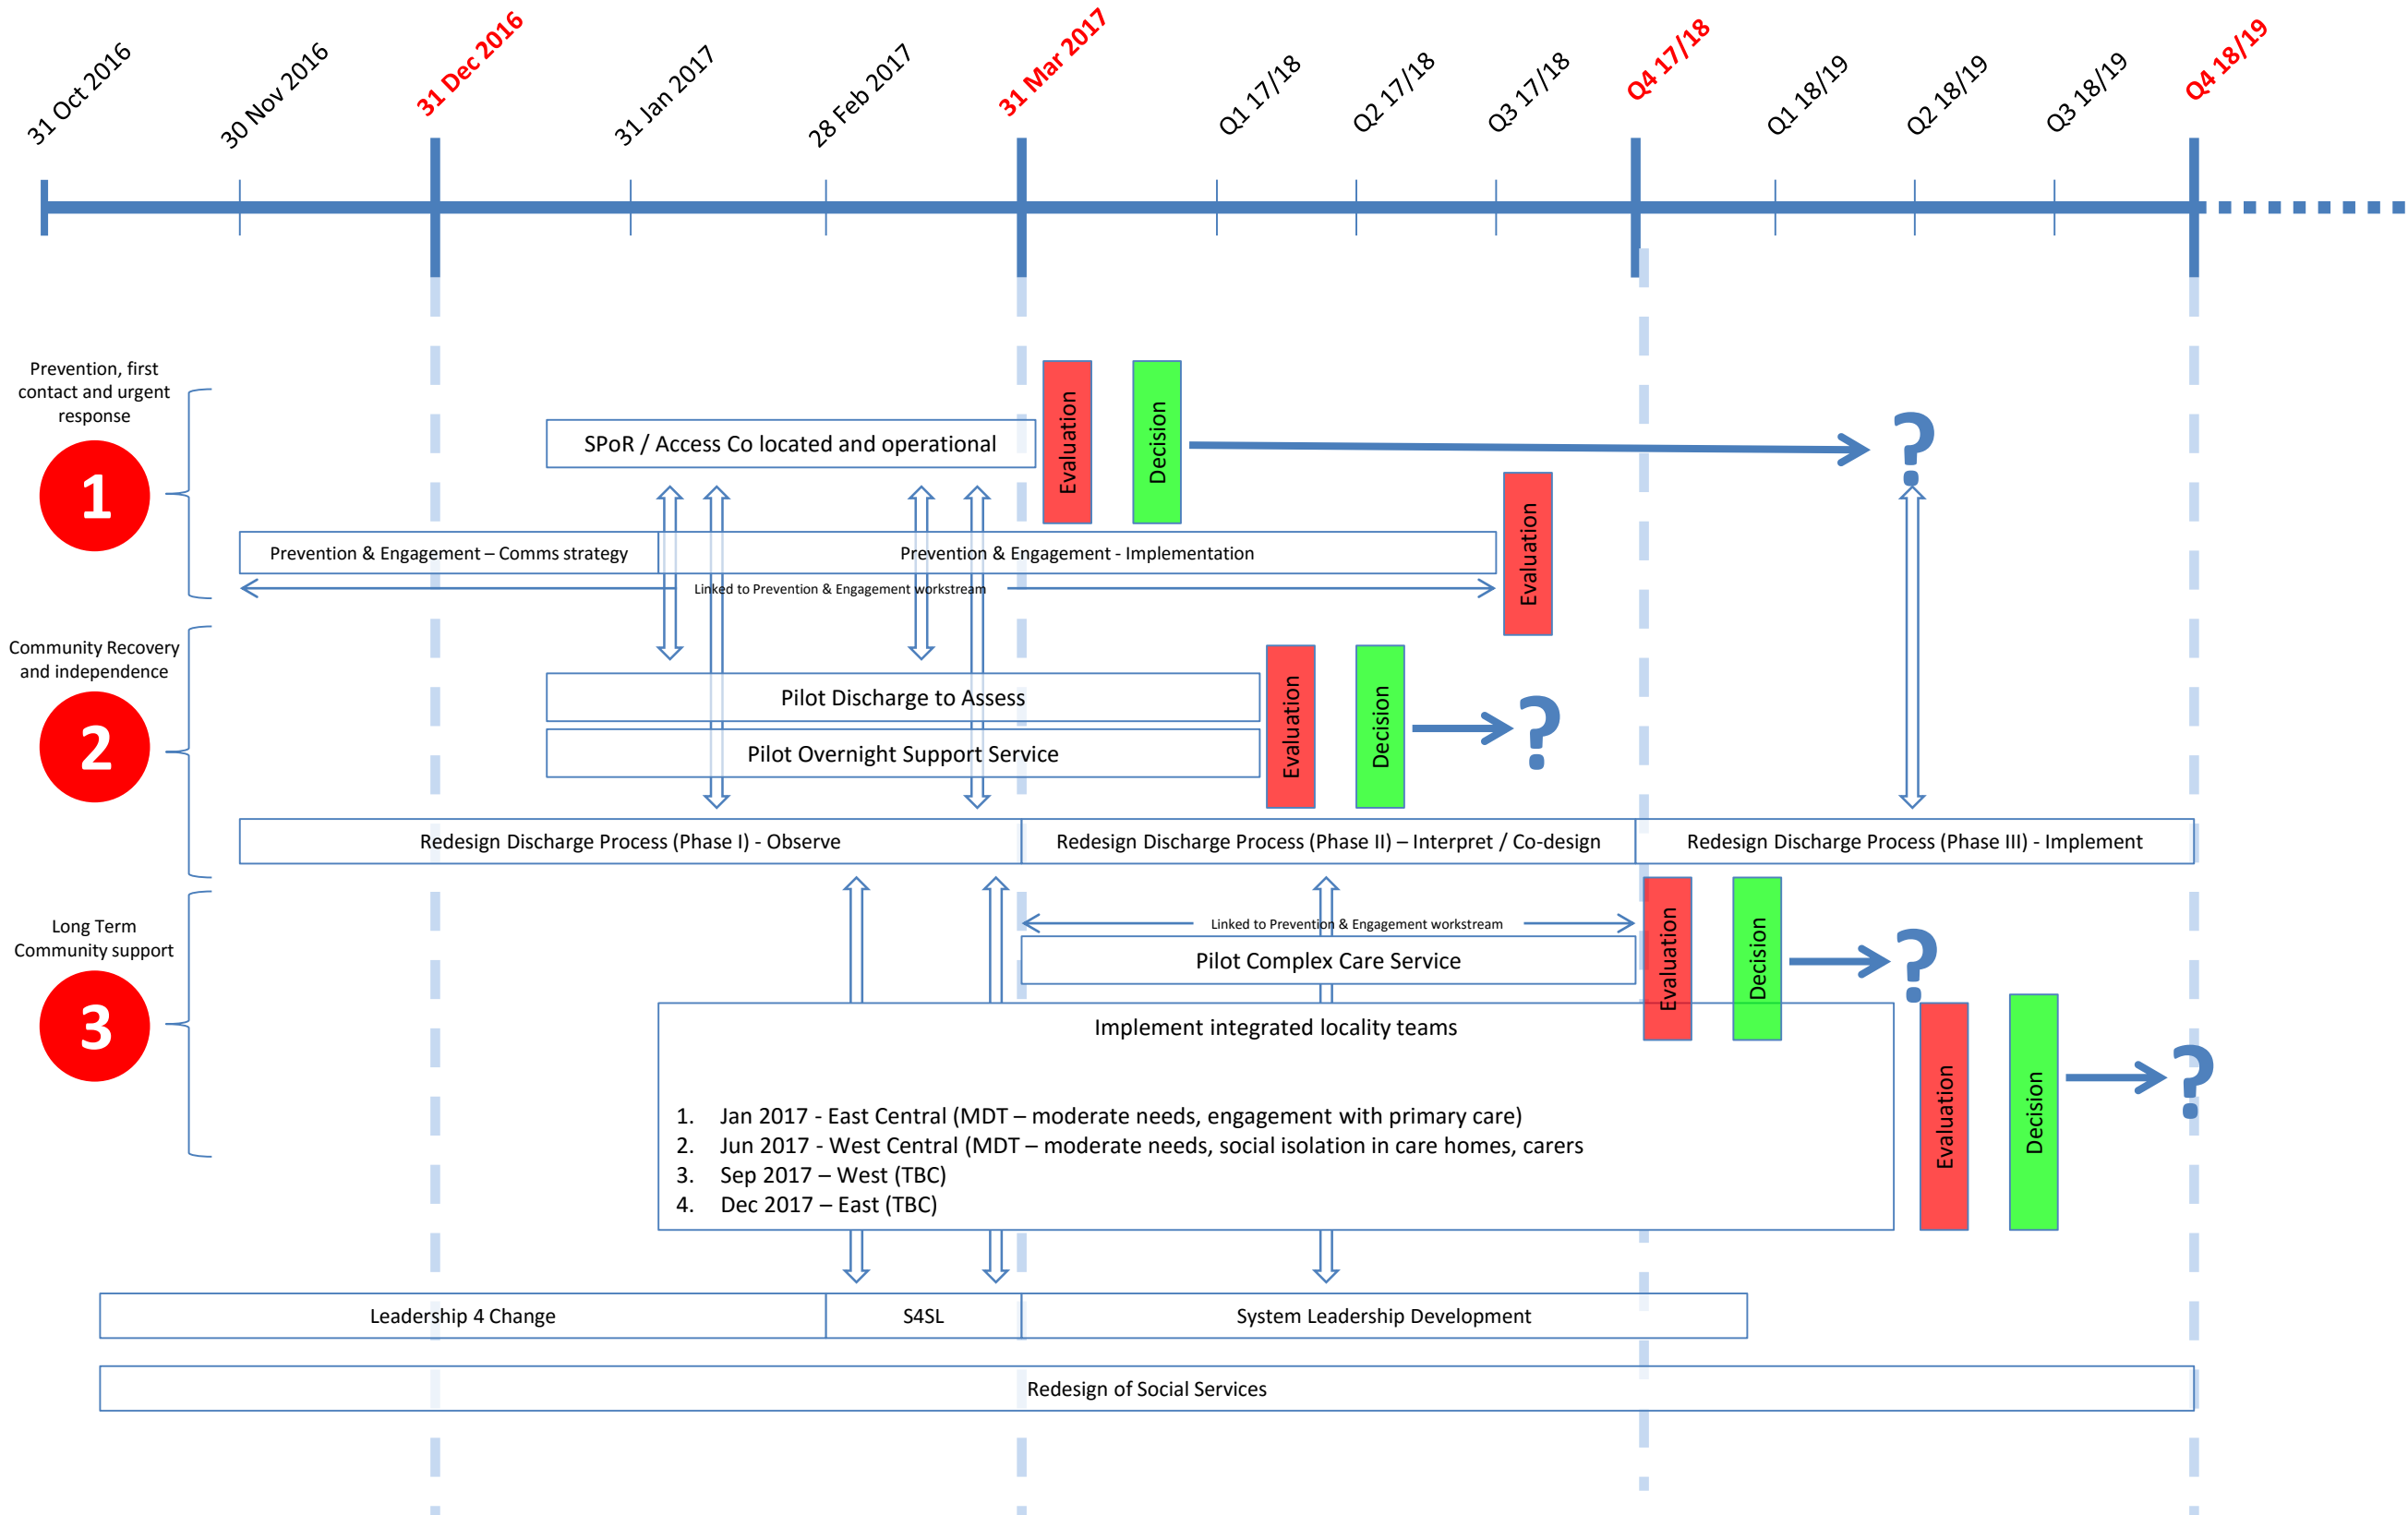 31 Oct 2016
30 Nov 2016
31 Dec 2016
31 Jan 2017
28 Feb 2017
31 Mar 2017
Q1 17/18
Q2 17/18
Q3 17/18
Q4 17/18
Q1 18/19
Q2 18/19
Q3 18/19
Q4 18/19
Prevention, first
contact and urgent
response
1
SPoR / Access Co located and operational
Evaluation
Decision
?
Prevention & Engagement – Comms strategy
Prevention & Engagement - Implementation
Evaluation
Linked to Prevention & Engagement workstream
Community Recovery
and independence
2
Pilot Discharge to Assess
Pilot Overnight Support Service
Evaluation
Decision
?
Redesign Discharge Process (Phase I) - Observe
Redesign Discharge Process (Phase II) – Interpret / Co-design
Redesign Discharge Process (Phase III) - Implement
Long Term
Community support
3
Linked to Prevention & Engagement workstream
Pilot Complex Care Service
Evaluation
Decision
?
Implement integrated locality teams
1. Jan 2017 - East Central (MDT – moderate needs, engagement with primary care)
2. Jun 2017 - West Central (MDT – moderate needs, social isolation in care homes, carers
3. Sep 2017 – West (TBC)
4. Dec 2017 – East (TBC)
Evaluation
Decision
?
Leadership 4 Change
S4SL
System Leadership Development
Redesign of Social Services